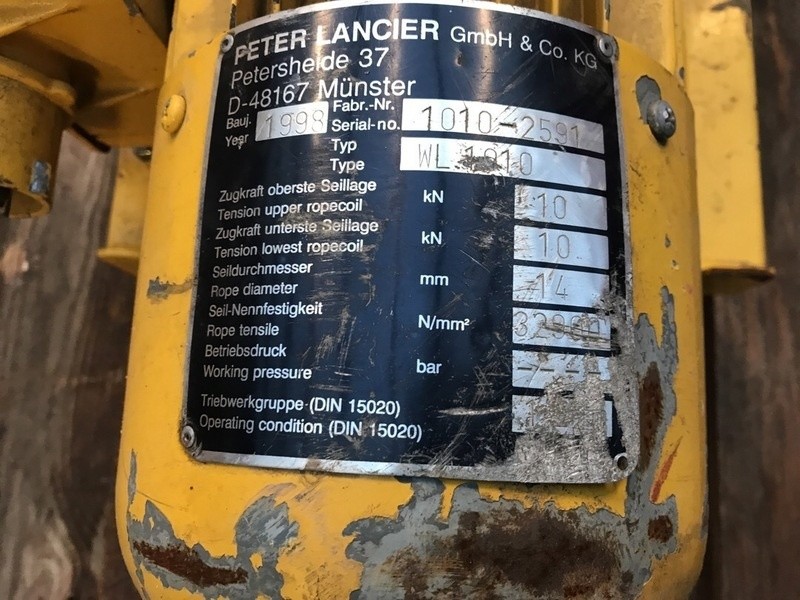 PETER LANCIER GmbH & Co. KG
Petersheide 37
D-48167 Münster
Bauj. Year 1998 Fabr.-Nr. Serial-no. 1010-2591
Typ Type WL
Zugkraft oberste Seillage
Tension upper ropecoil kN 10
Zugkraft unterste Seillage
Tension lowest ropecoil kN 10
Seildurchmesser
Rope diameter mm 14
Seil-Nennfestigkeit
Rope tensile N/mm²
Betriebsdruck
Working pressure bar
Triebwerkgruppe (DIN 15020)
Operating condition (DIN 15020)